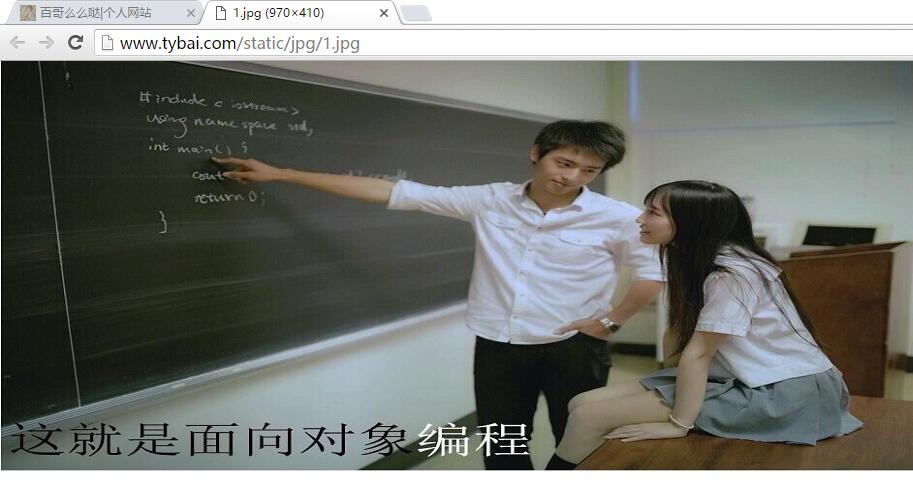 百哥么么哒|个人网站
1.jpg (970×410)
www.tybai.com/static/jpg/1.jpg
#include < iostream>
using namespace std;
int main() {
cout
return 0;
}
这就是面向对象编程